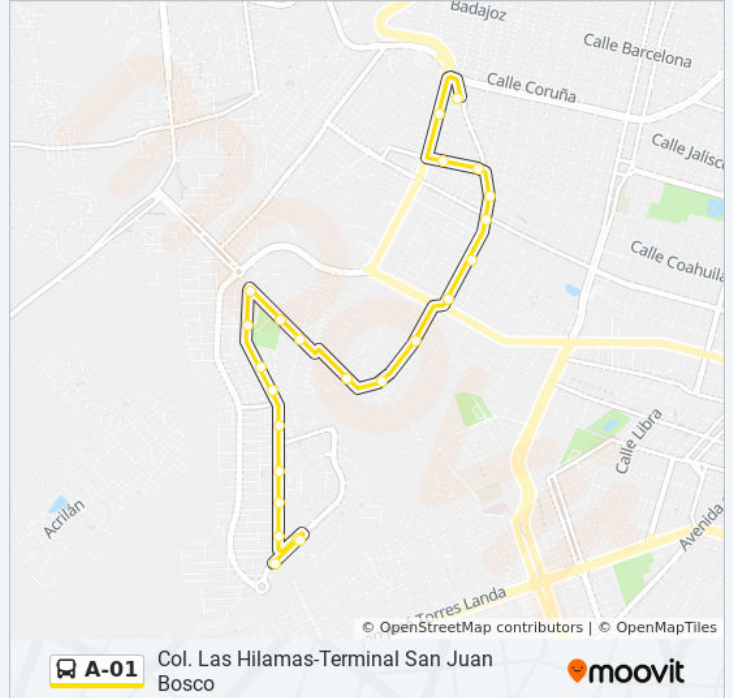 Badajoz
Calle Barcelona
Calle Coruña
Calle Jalisc
Calle Coahuila
Calle Libra
Acrilán
Avenida
Torres Landa
© OpenStreetMap contributors | © OpenMapTiles
A-01
Col. Las Hilamas-Terminal San Juan
Bosco
moovit